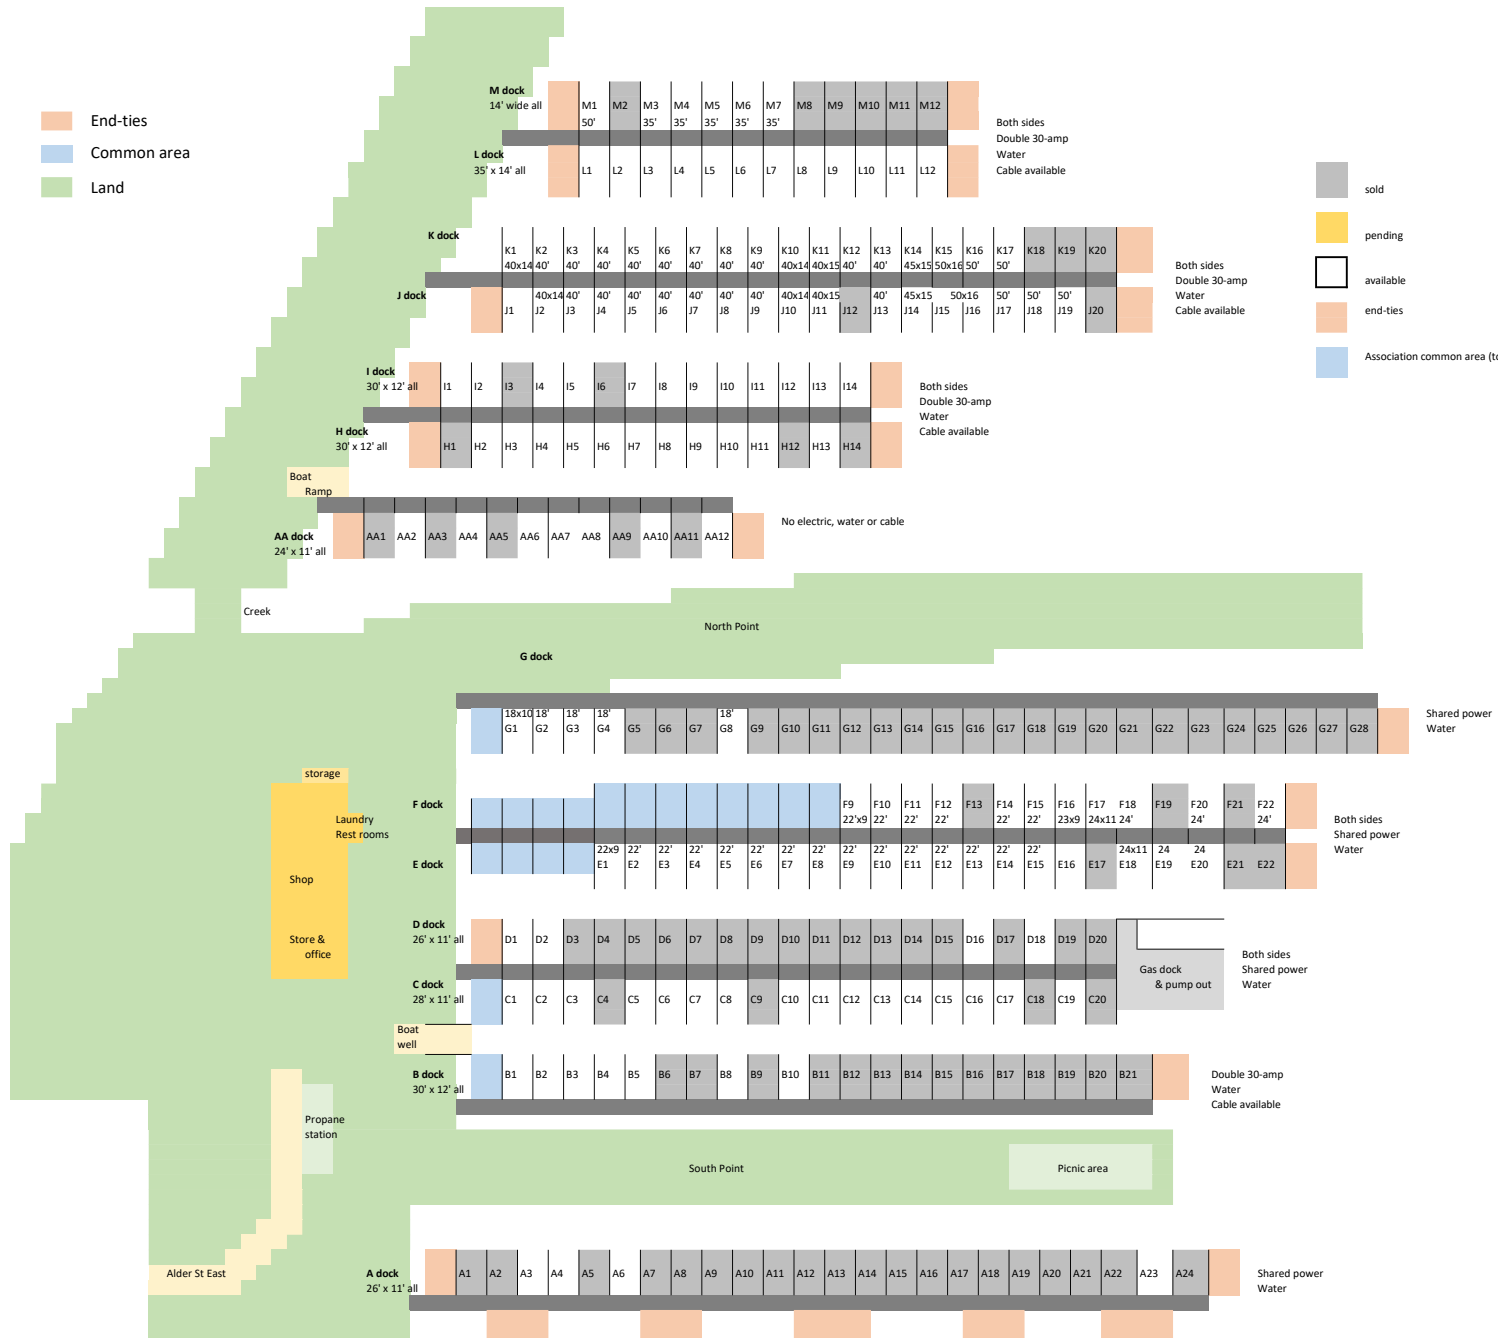 End-ties
Common area
Land
M dock
14' wide all
M1 M2 M3 M4 M5 M6 M7 M8 M9 M10 M11 M12
50' 35' 35' 35' 35' 35'
Both sides
Double 30-amp
Water
Cable available
L dock
35' x 14' all
L1 L2 L3 L4 L5 L6 L7 L8 L9 L10 L11 L12
sold
pending
available
end-ties
Association common area (to
K dock
K1 K2 K3 K4 K5 K6 K7 K8 K9 K10 K11 K12 K13 K14 K15 K16 K17 K18 K19 K20
40x14 40' 40' 40' 40' 40' 40' 40' 40' 40x14 40x15 40' 40' 45x15 50x16 50' 50'
Both sides
Double 30-amp
Water
Cable available
J dock
40x14 40' 40' 40' 40' 40' 40' 40' 40x14 40x15 40' 45x15 50x16 50' 50' 50'
J1 J2 J3 J4 J5 J6 J7 J8 J9 J10 J11 J12 J13 J14 J15 J16 J17 J18 J19 J20
I dock
30' x 12' all
I1 I2 I3 I4 I5 I6 I7 I8 I9 I10 I11 I12 I13 I14
Both sides
Double 30-amp
Water
Cable available
H dock
30' x 12' all
H1 H2 H3 H4 H5 H6 H7 H8 H9 H10 H11 H12 H13 H14
Boat
Ramp
AA dock
24' x 11' all
AA1 AA2 AA3 AA4 AA5 AA6 AA7 AA8 AA9 AA10 AA11 AA12
No electric, water or cable
Creek
North Point
G dock
18x10 18' 18' 18' 18'
G1 G2 G3 G4 G5 G6 G7 G8 G9 G10 G11 G12 G13 G14 G15 G16 G17 G18 G19 G20 G21 G22 G23 G24 G25 G26 G27 G28
Shared power
Water
storage
Laundry
Rest rooms
Shop
Store &
office
F dock
F9 F10 F11 F12 F13 F14 F15 F16 F17 F18 F19 F20 F21 F22
22'x9 22' 22' 22' 22' 22' 23x9 24x11 24' 24' 24'
Both sides
Shared power
Water
E dock
22x9 22' 22' 22' 22' 22' 22' 22' 22' 22' 22' 22' 22' 22' 22' 24x11 24 24
E1 E2 E3 E4 E5 E6 E7 E8 E9 E10 E11 E12 E13 E14 E15 E16 E17 E18 E19 E20 E21 E22
D dock
26' x 11' all
D1 D2 D3 D4 D5 D6 D7 D8 D9 D10 D11 D12 D13 D14 D15 D16 D17 D18 D19 D20
Gas dock
& pump out
Both sides
Shared power
Water
C dock
28' x 11' all
C1 C2 C3 C4 C5 C6 C7 C8 C9 C10 C11 C12 C13 C14 C15 C16 C17 C18 C19 C20
Boat
well
B dock
30' x 12' all
B1 B2 B3 B4 B5 B6 B7 B8 B9 B10 B11 B12 B13 B14 B15 B16 B17 B18 B19 B20 B21
Double 30-amp
Water
Cable available
Propane
station
South Point
Picnic area
Alder St East
A dock
26' x 11' all
A1 A2 A3 A4 A5 A6 A7 A8 A9 A10 A11 A12 A13 A14 A15 A16 A17 A18 A19 A20 A21 A22 A23 A24
Shared power
Water